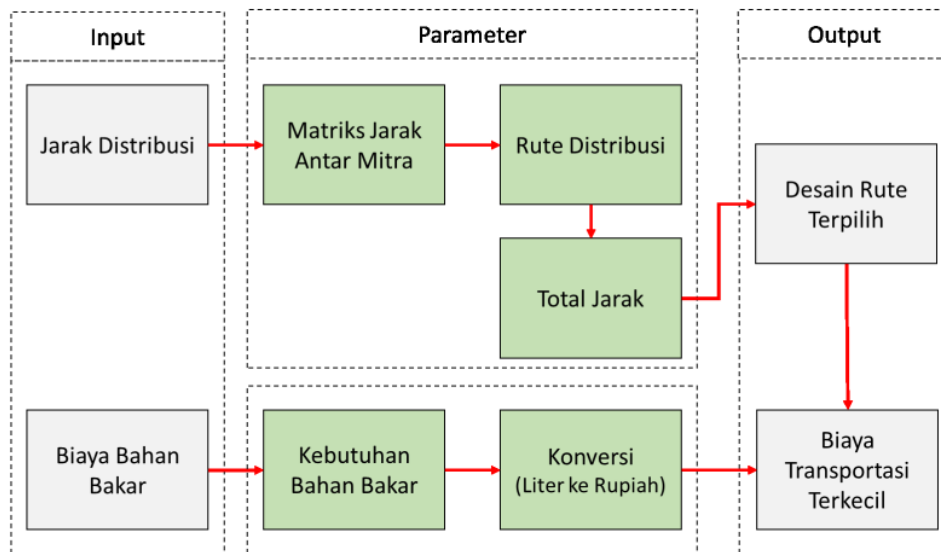 Input
Parameter
Output
Jarak Distribusi
Matriks Jarak
Antar Mitra
Rute Distribusi
Desain Rute
Terpilih
Total Jarak
Biaya Bahan
Bakar
Kebutuhan
Bahan Bakar
Konversi
(Liter ke Rupiah)
Biaya
Transportasi
Terkecil